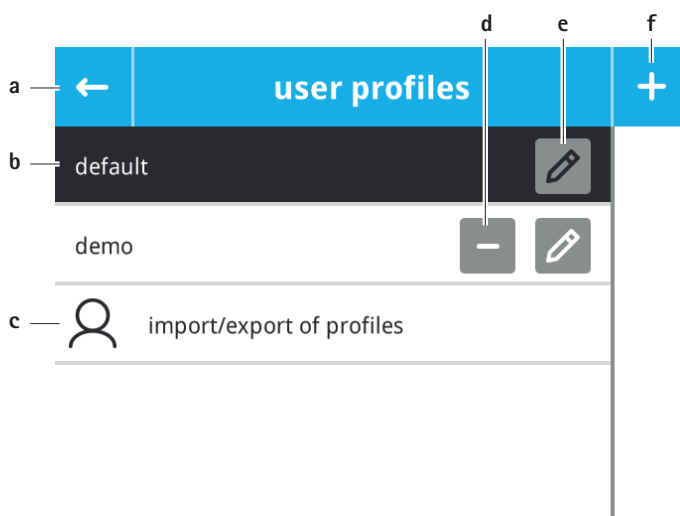 d e f
a user profiles
b default
demo
c import/export of profiles